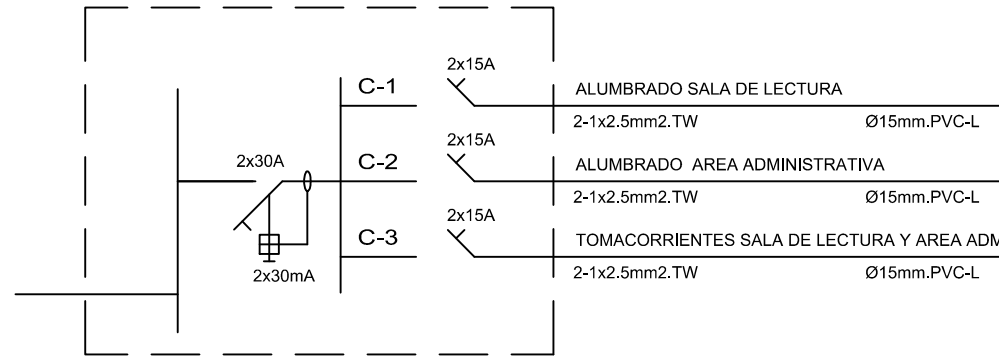 2x15A
C-1
ALUMBRADO SALA DE LECTURA
2-1x2.5mm2.TW Ø15mm.PVC-L
2x15A
2x30A
C-2
ALUMBRADO AREA ADMINISTRATIVA
2-1x2.5mm2.TW Ø15mm.PVC-L
2x15A
C-3
TOMACORRIENTES SALA DE LECTURA Y AREA ADM
2x30mA
2-1x2.5mm2.TW Ø15mm.PVC-L